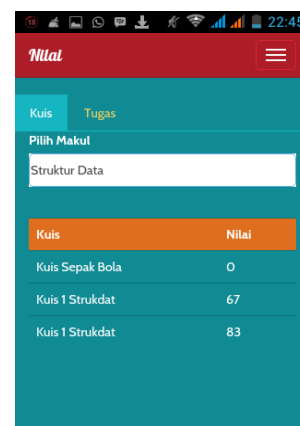 18 22:45
Nilai
Kuis Tugas
Pilih Makul
Struktur Data
Kuis Nilai
Kuis Sepak Bola 0
Kuis 1 Strukdat 67
Kuis 1 Strukdat 83